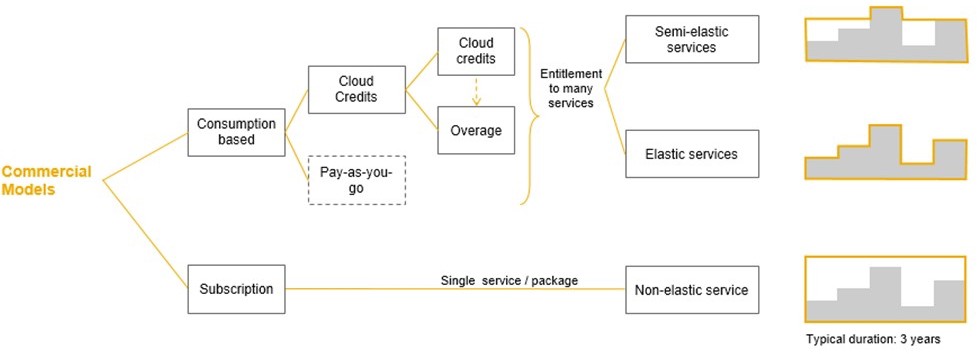 Commercial
Models
Consumption
based
Subscription
Cloud
Credits
Pay-as-you-
go
Cloud
credits
Overage
Entitlement
to many
services
Single service / package
Semi-elastic
services
Elastic services
Non-elastic service
Typical duration: 3 years